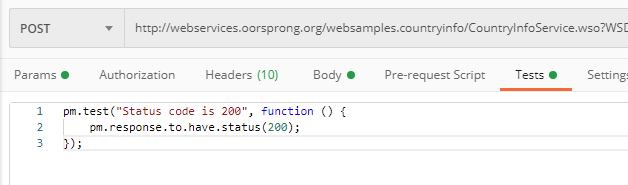 POST http://webservices.oorsprong.org/websamples.countryinfo/CountryInfoService.wso?WSD
Params Authorization Headers (10) Body Pre-request Script Tests Settings
1 pm.test("Status code is 200", function () {
2 pm.response.to.have.status(200);
3 });